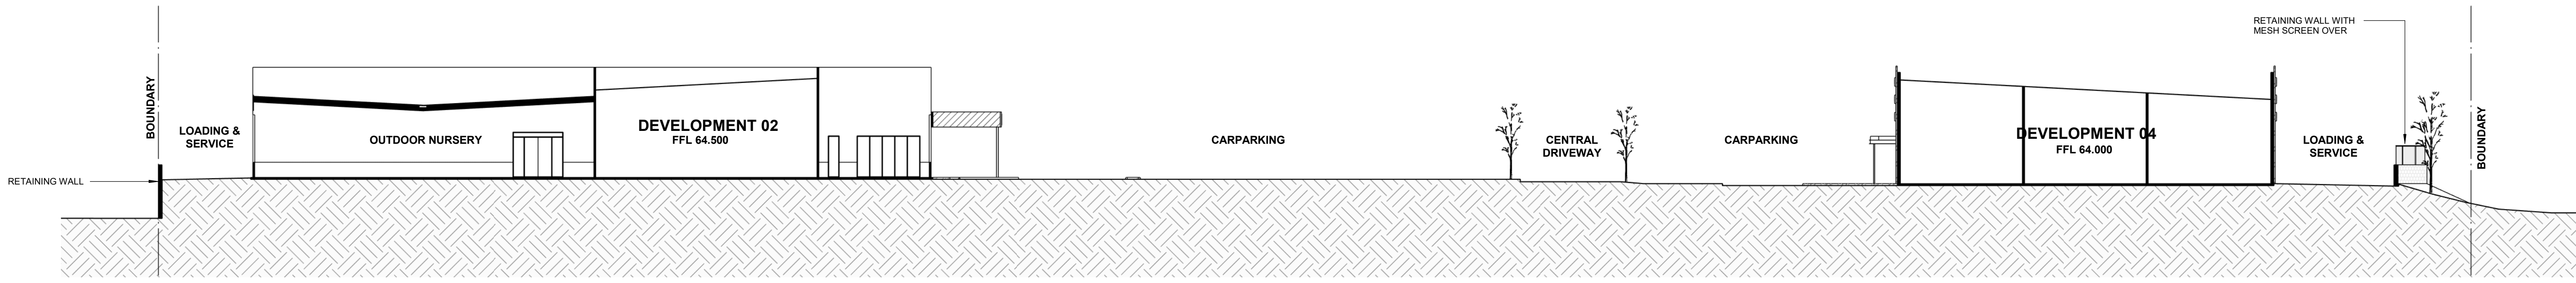 BOUNDARY
LOADING &
SERVICE
RETAINING WALL
OUTDOOR NURSERY
DEVELOPMENT 02
FFL 64.500
CARPARKING
CENTRAL
DRIVEWAY
CARPARKING
DEVELOPMENT 04
FFL 64.000
LOADING &
SERVICE
RETAINING WALL WITH
MESH SCREEN OVER
BOUNDARY